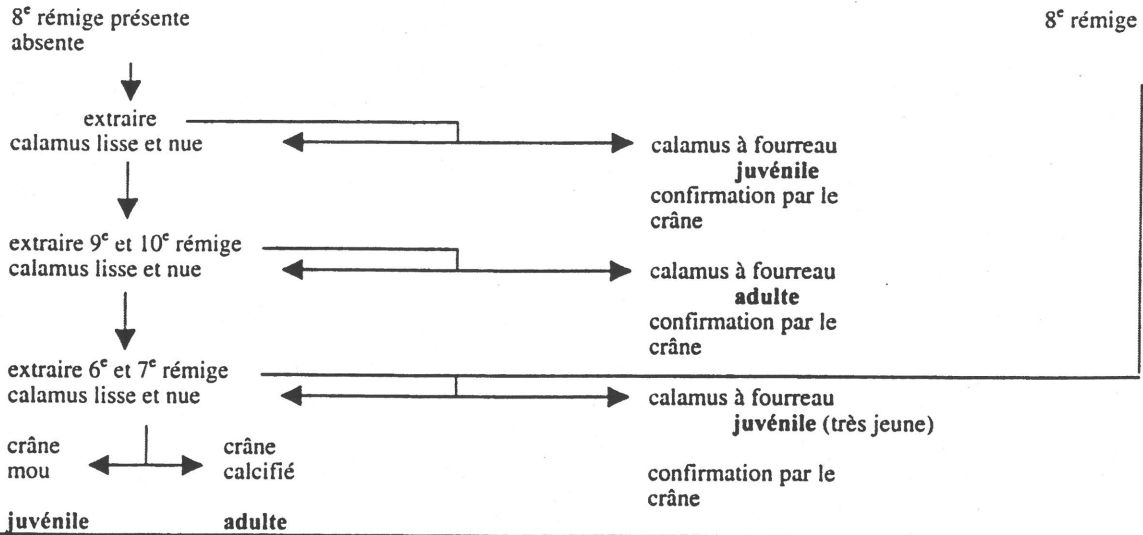 8ᵉ rémige présente
absente
8ᵉ rémige
extraire
calamus lisse et nue
calamus à fourreau
juvénile
confirmation par le
crâne
extraire 9ᵉ et 10ᵉ rémige
calamus lisse et nue
calamus à fourreau
adulte
confirmation par le
crâne
extraire 6ᵉ et 7ᵉ rémige
calamus lisse et nue
calamus à fourreau
juvénile (très jeune)
confirmation par le
crâne
crâne
mou
crâne
calcifié
juvénile
adulte